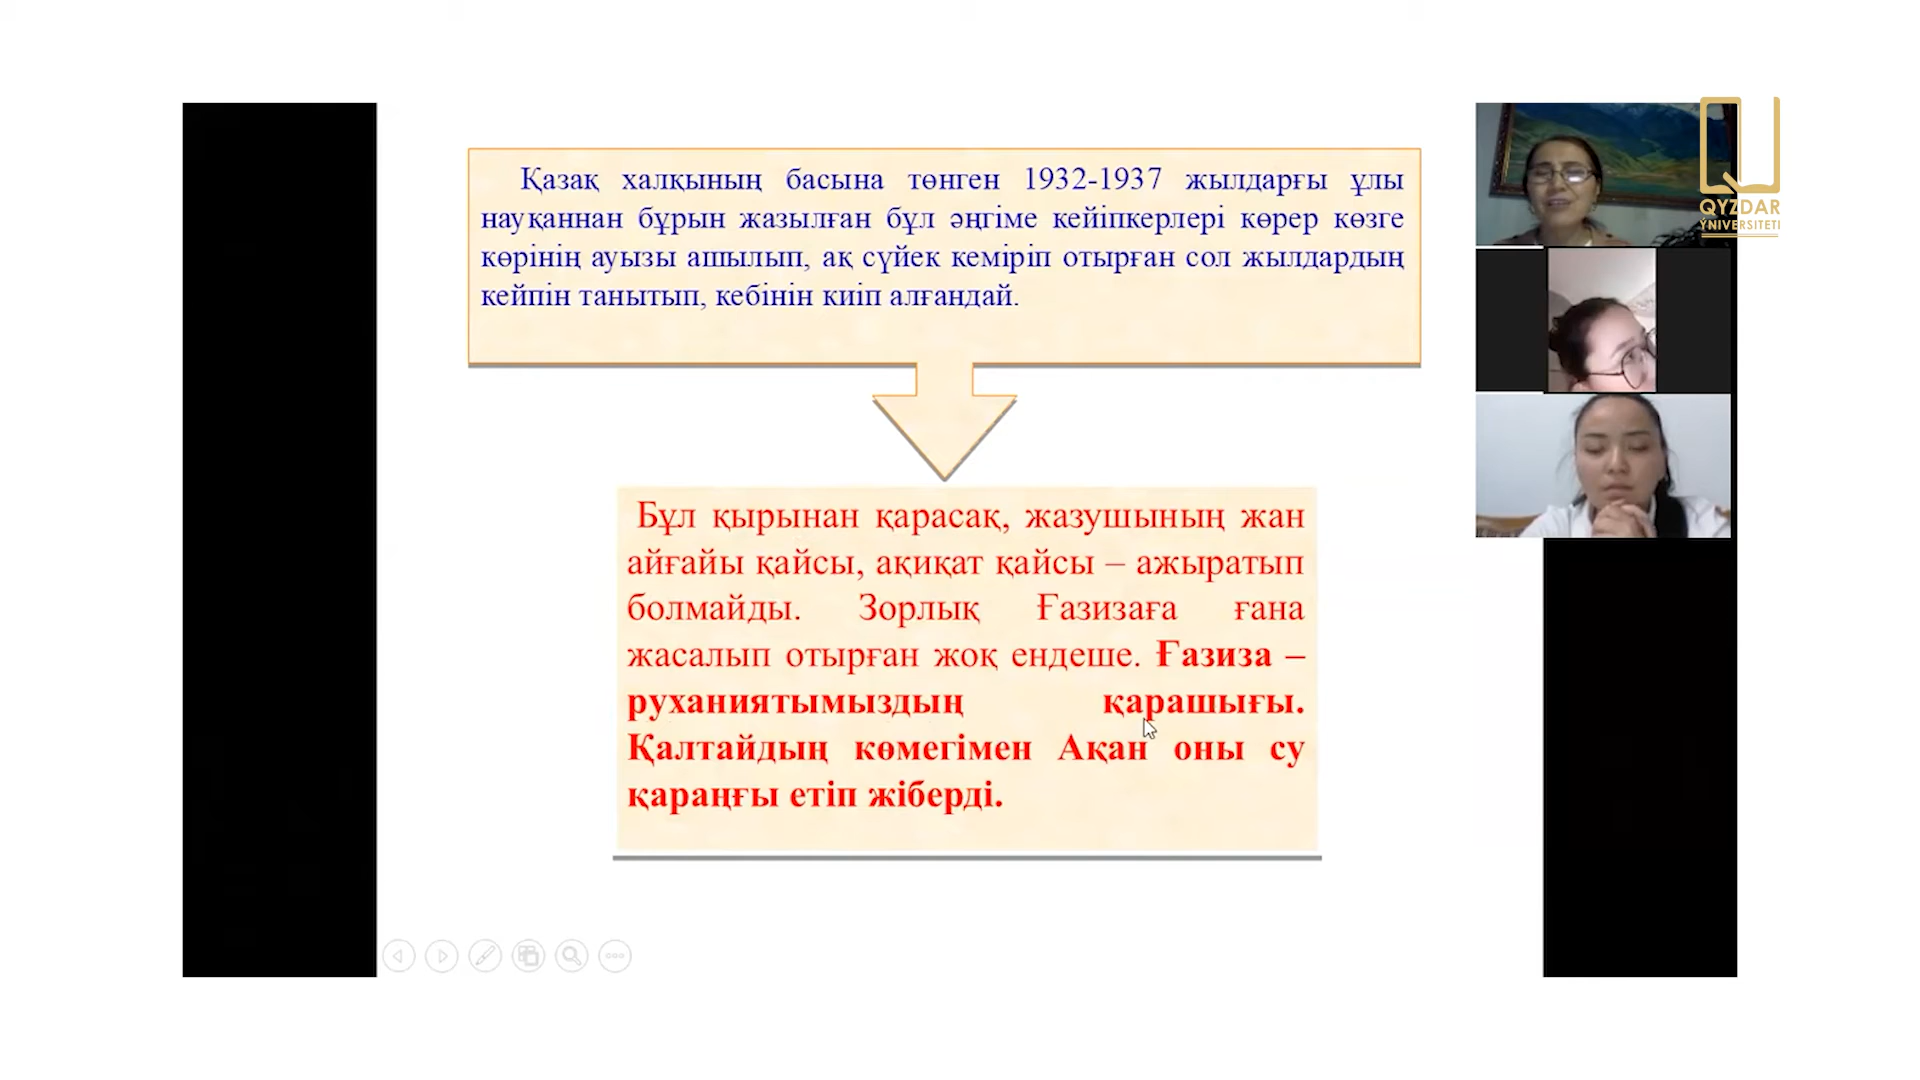 Қазақ халқының басына төнген 1932-1937 жылдарғы ұлы
науқаннан бұрын жазылған бұл әңгіме кейіпкерлері көрер көзге
көрінің ауызы ашылып, ақ сүйек кеміріп отырған сол жылдардың
кейпін танытып, кебінін киіп алғандай.
Бұл қырынан қарасақ, жазушының жан
айғайы қайсы, ақиқат қайсы – ажыратып
болмайды. Зорлық Ғазизаға ғана
жасалып отырған жоқ ендеше. Ғазиза –
руханиятымыздың қарашығы.
Қалтайдың көмегімен Ақан оны су
қараңғы етіп жіберді.
QYZDAR
ÝNIVERSITETI